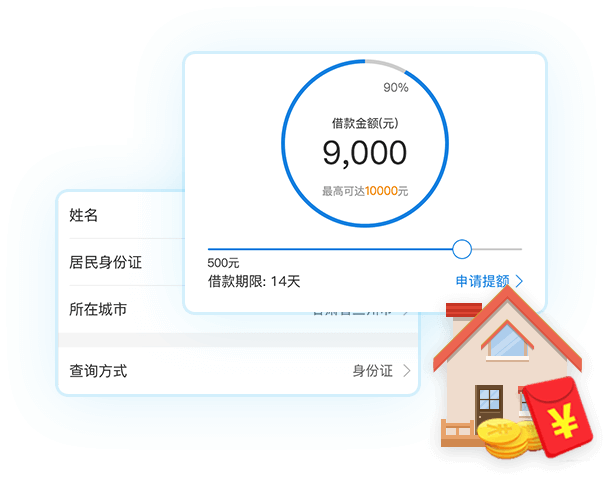 90%
借款金额(元)
9,000
最高可达10000元
500元
借款期限: 14天
申请提额
姓名
居民身份证
所在城市
查询方式
身份证
¥